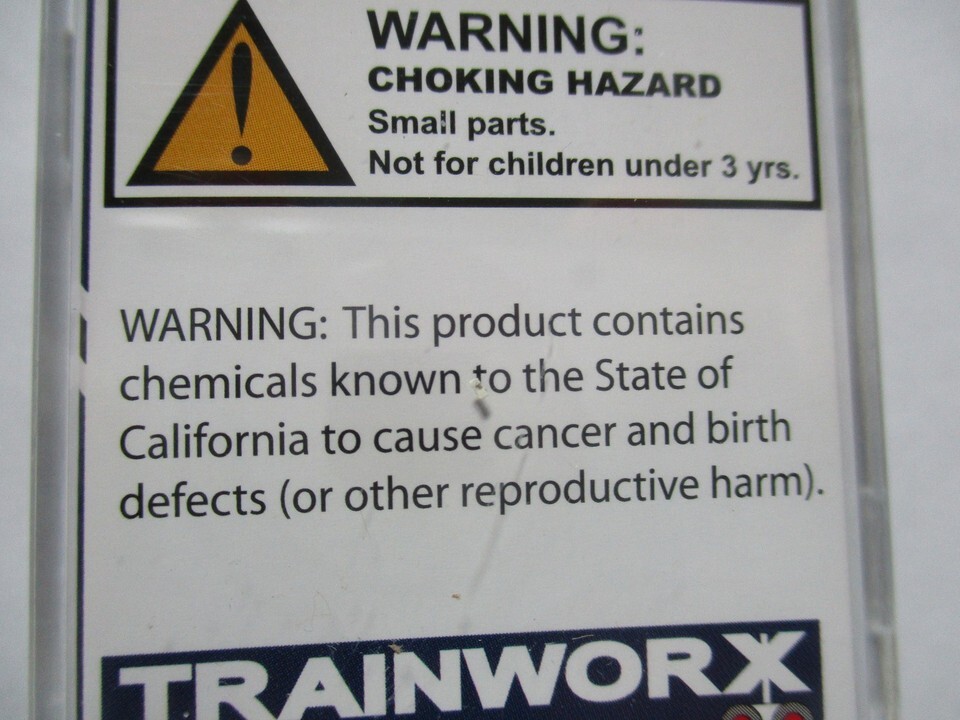 WARNING:
CHOKING HAZARD
Small parts.
Not for children under 3 yrs.
WARNING: This product contains
chemicals known to the State of
California to cause cancer and birth
defects (or other reproductive harm).
TRAINWORX